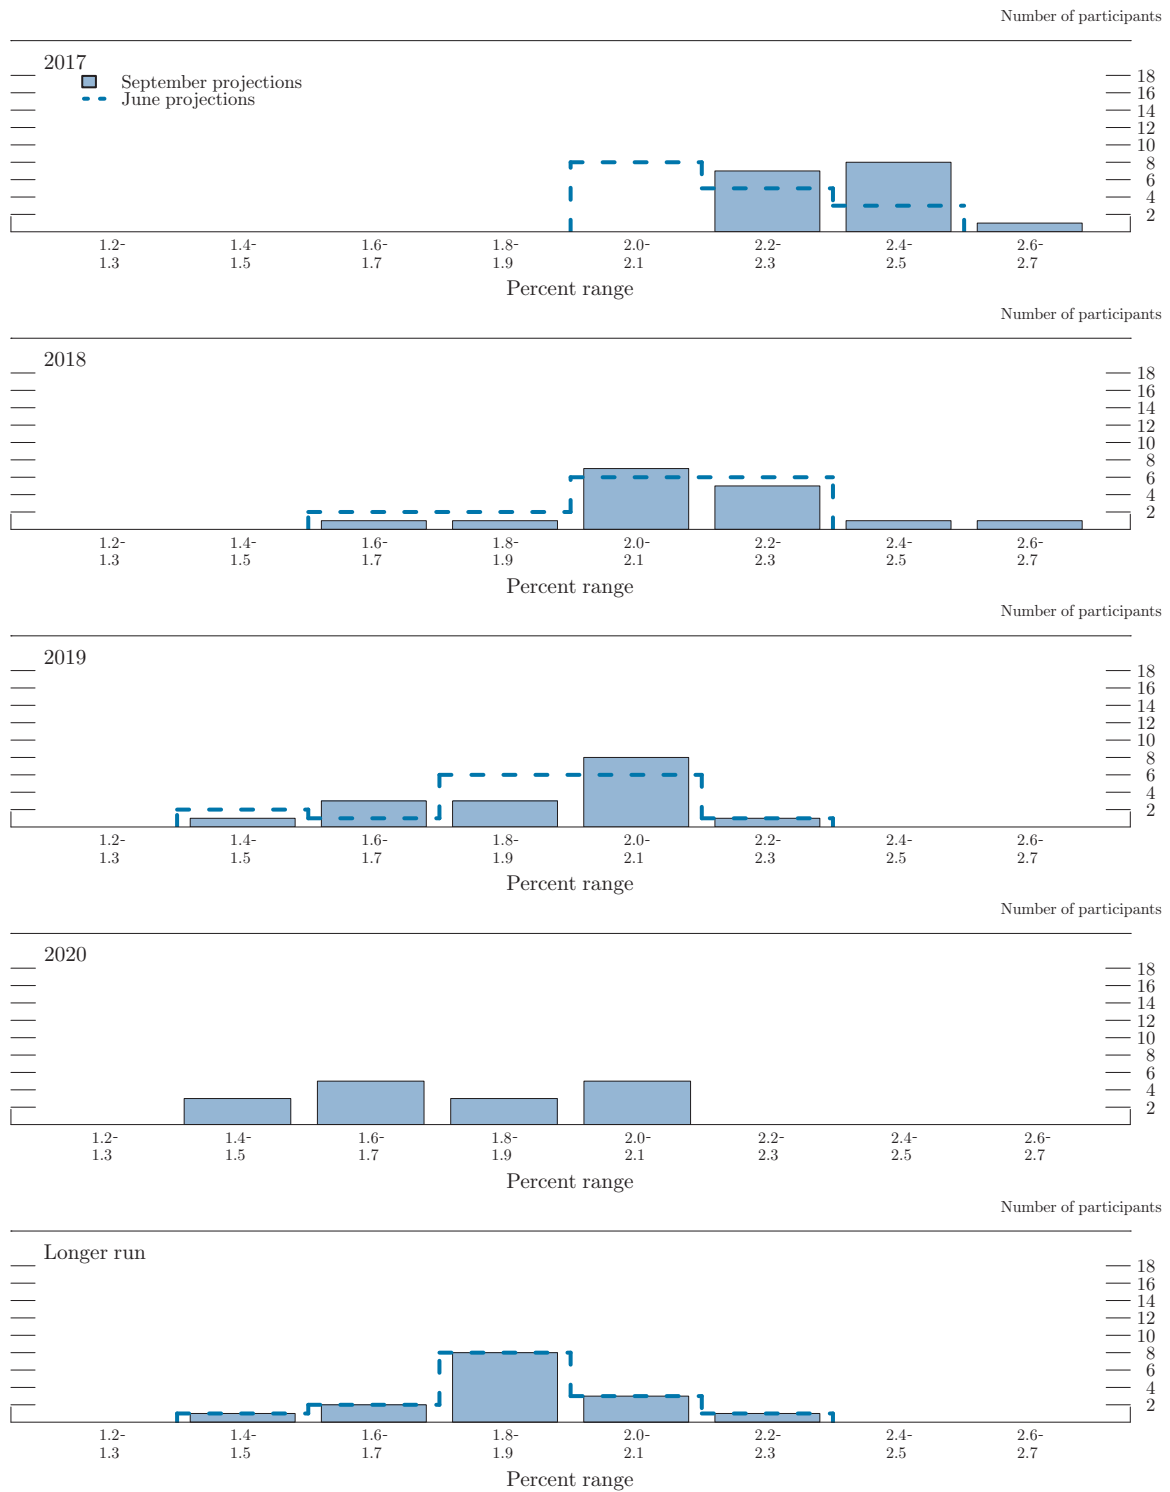 Number of participants
2017
September projections
June projections
18
16
14
12
10
8
6
4
2
1.2- 1.4- 1.6- 1.8- 2.0- 2.2- 2.4- 2.6-
1.3 1.5 1.7 1.9 2.1 2.3 2.5 2.7
Percent range
Number of participants
2018
18
16
14
12
10
8
6
4
2
1.2- 1.4- 1.6- 1.8- 2.0- 2.2- 2.4- 2.6-
1.3 1.5 1.7 1.9 2.1 2.3 2.5 2.7
Percent range
Number of participants
2019
18
16
14
12
10
8
6
4
2
1.2- 1.4- 1.6- 1.8- 2.0- 2.2- 2.4- 2.6-
1.3 1.5 1.7 1.9 2.1 2.3 2.5 2.7
Percent range
Number of participants
2020
18
16
14
12
10
8
6
4
2
1.2- 1.4- 1.6- 1.8- 2.0- 2.2- 2.4- 2.6-
1.3 1.5 1.7 1.9 2.1 2.3 2.5 2.7
Percent range
Number of participants
Longer run
18
16
14
12
10
8
6
4
2
1.2- 1.4- 1.6- 1.8- 2.0- 2.2- 2.4- 2.6-
1.3 1.5 1.7 1.9 2.1 2.3 2.5 2.7
Percent range